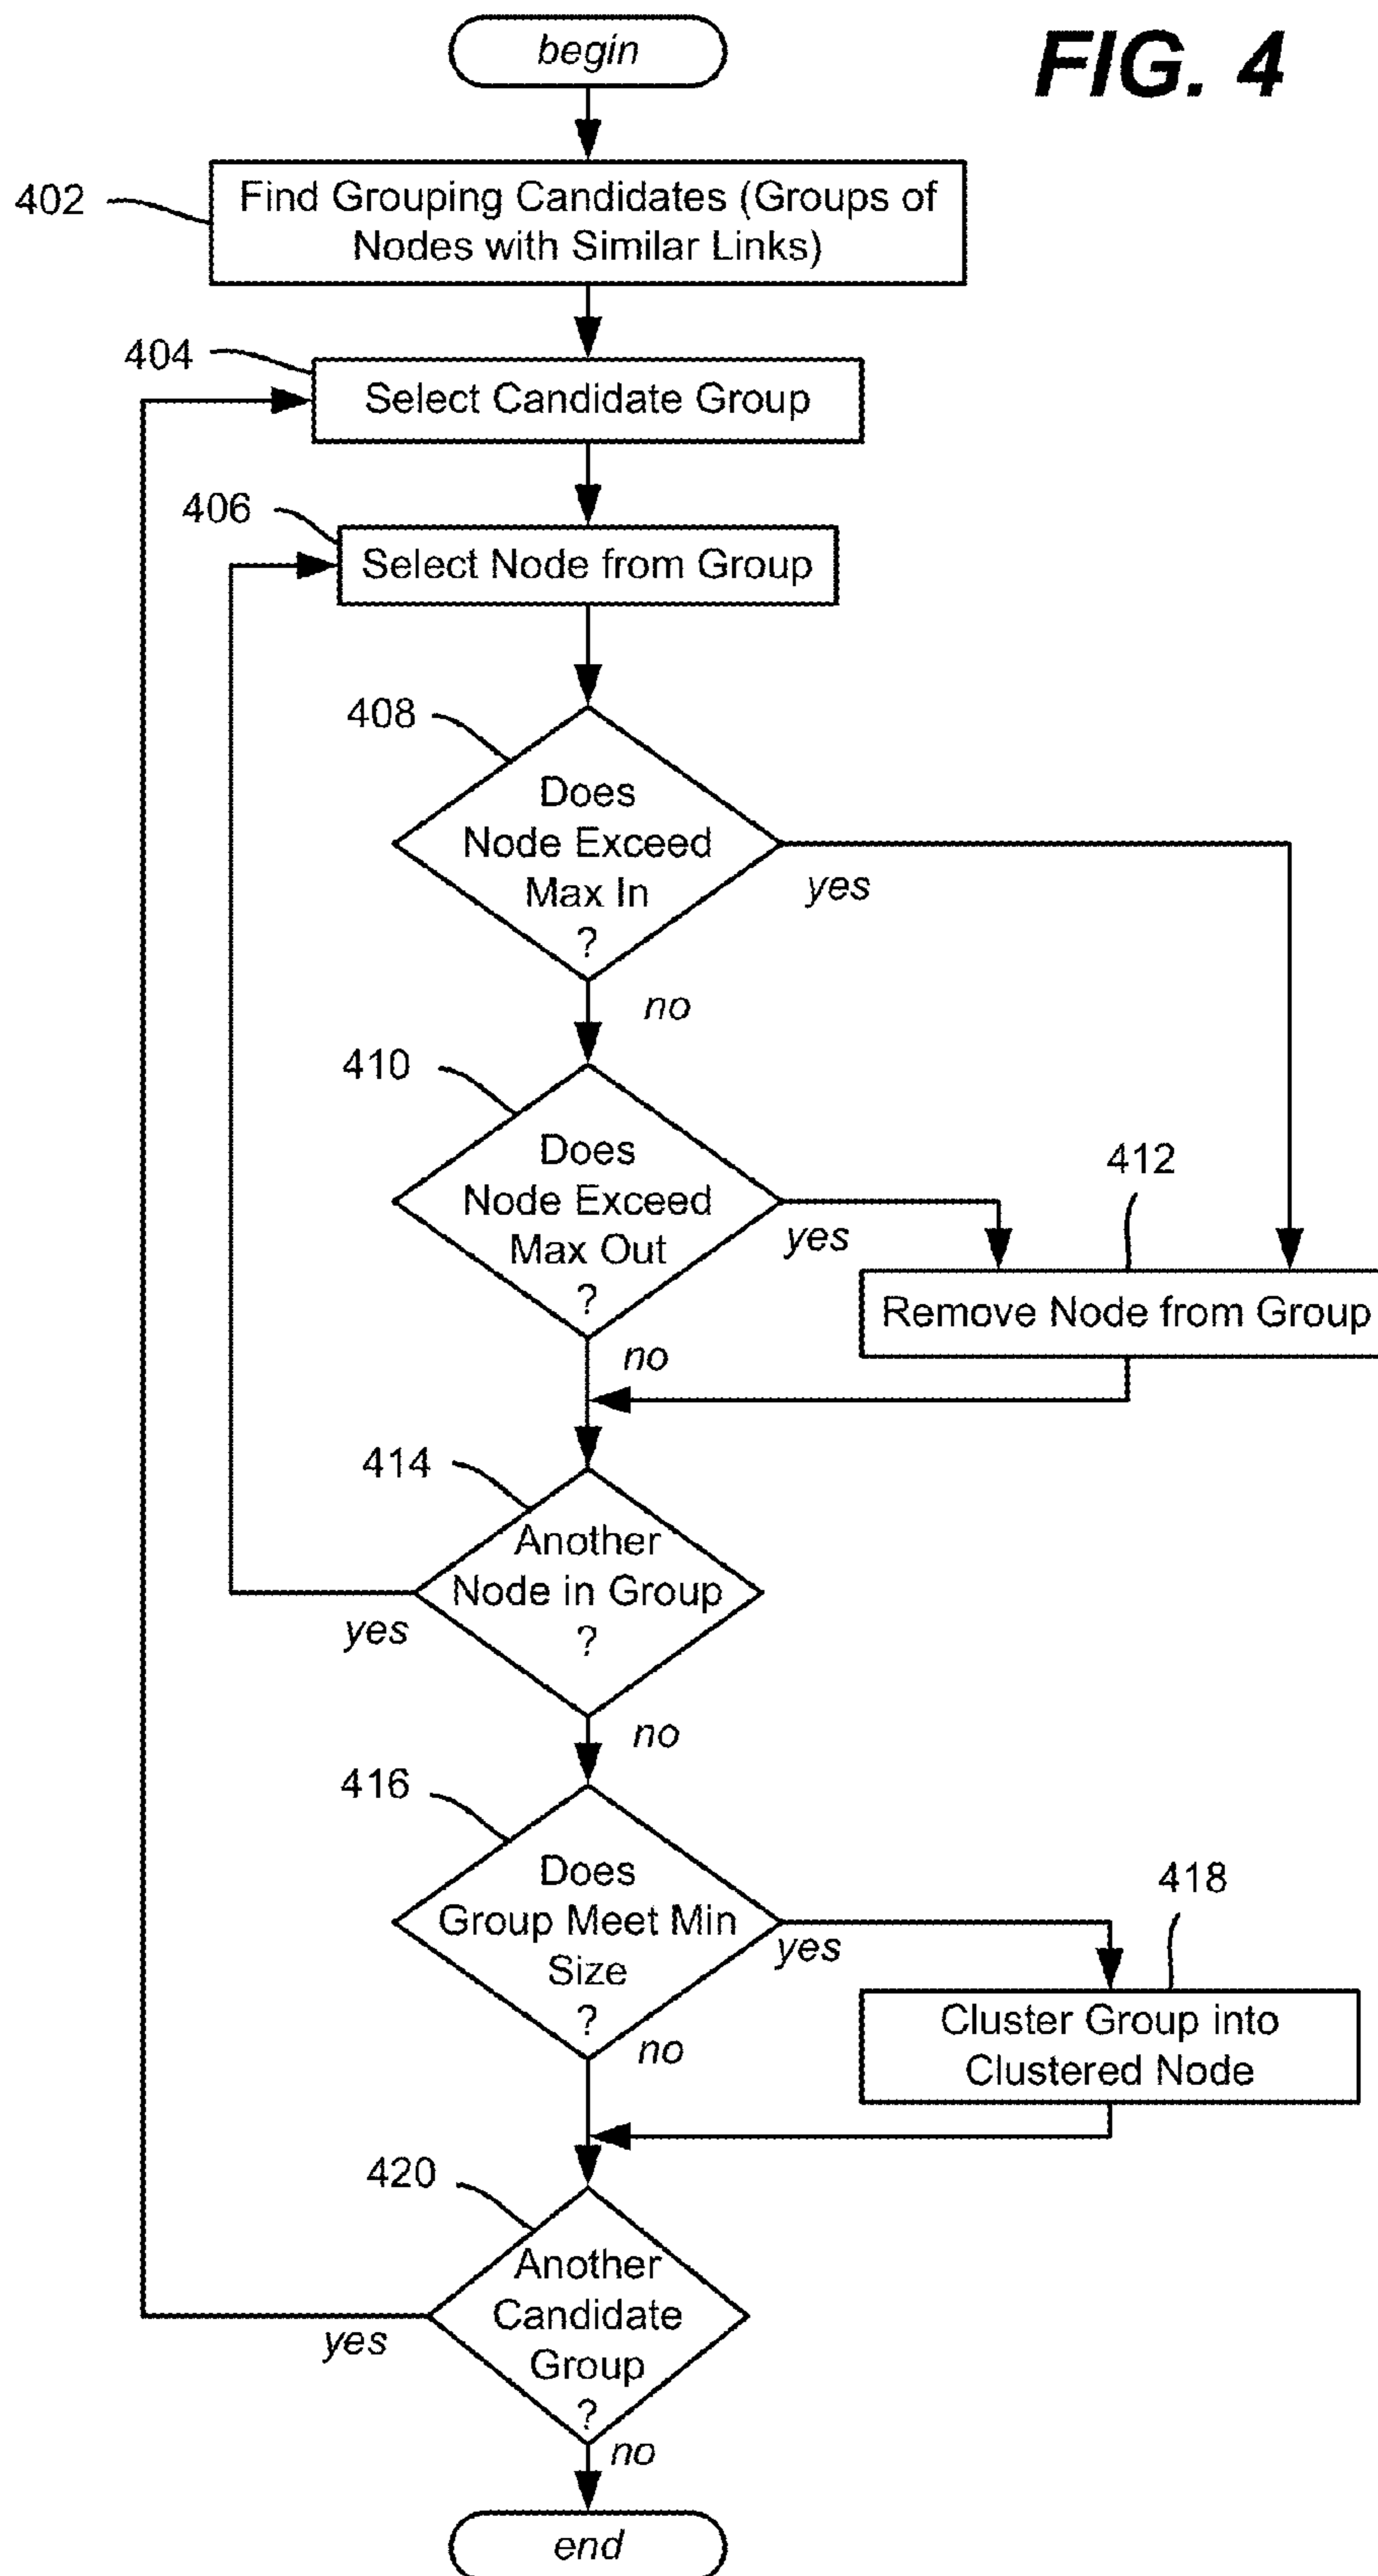 FIG. 4
begin
402
Find Grouping Candidates (Groups of
Nodes with Similar Links)
404
Select Candidate Group
406
Select Node from Group
408
Does
Node Exceed
Max In
?
yes
no
410
Does
Node Exceed
Max Out
?
yes
412
Remove Node from Group
no
414
Another
Node in Group
?
yes
no
416
Does
Group Meet Min
Size
?
yes
418
Cluster Group into
Clustered Node
no
420
Another
Candidate
Group
?
yes
no
end